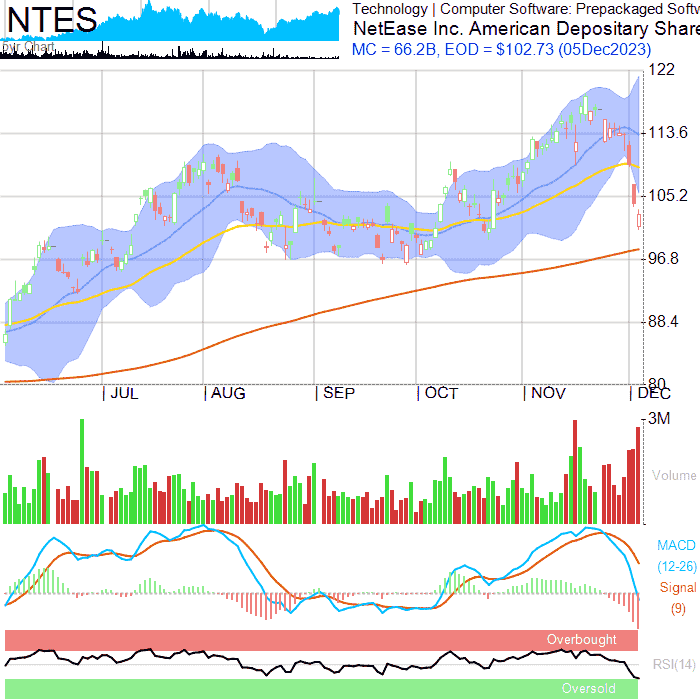 NTES
5yr Chart
Technology | Computer Software: Prepackaged Softw
NetEase Inc. American Depositary Share
MC = 66.2B, EOD = $102.73 (05Dec2023)
122
113.6
105.2
96.8
88.4
80
JUL AUG SEP OCT NOV DEC
3M
Volume
MACD
(12-26)
Signal
(9)
Overbought
RSI(14)
Oversold